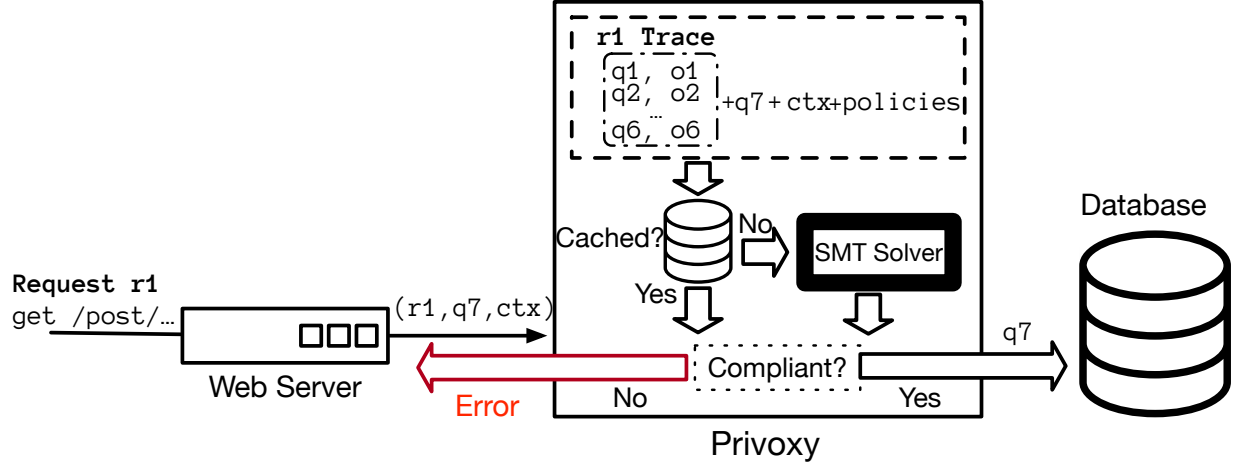 r1 Trace
q1, o1
q2, o2
...
q6, o6
+q7+ctx+policies
Cached?
No
SMT Solver
Yes
Database
Request r1
get /post/…
(r1,q7,ctx)
Web Server
Error
No
Compliant?
Yes
q7
Privoxy